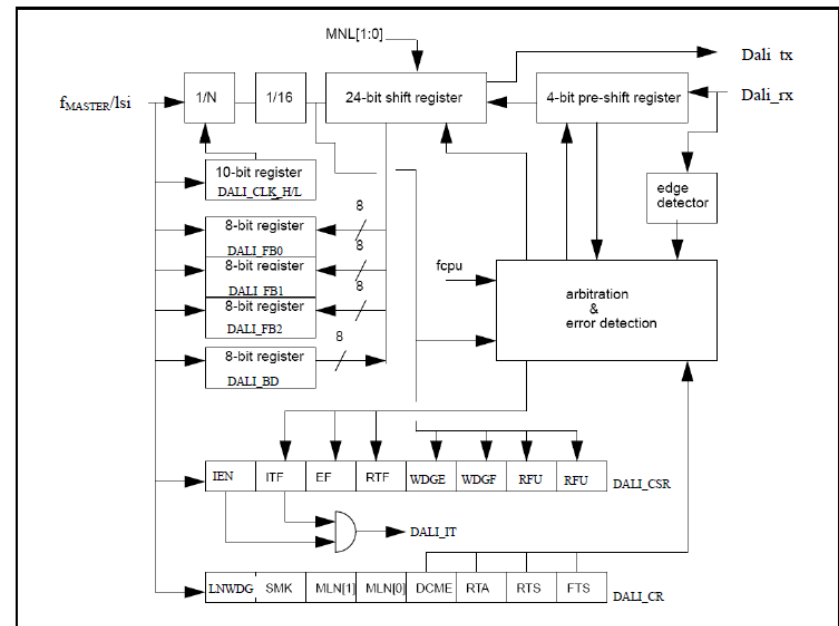 MNL[1:0]
Dali_tx
f_MASTER/lsi
1/N
1/16
24-bit shift register
4-bit pre-shift register
Dali_rx
10-bit register
DALI_CLK_H/L
edge
detector
8
8-bit register
DALI_FB0
8
8-bit register
DALI_FB1
8
8-bit register
DALI_FB2
fcpu
arbitration
&
error detection
8-bit register
DALI_BD
8
IEN ITF EF RTF WDGE WDGF RFU RFU
DALI_CSR
DALI_IT
LNWDG SMK MLN[1] MLN[0] DCME RTA RTS FTS
DALI_CR